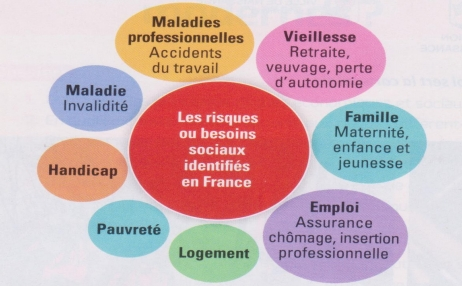 Maladies
professionnelles
Accidents
du travail
Vieillesse
Retraite,
veuvage, perte
d'autonomie
Maladie
Invalidité
Les risques
ou besoins
sociaux
identifiés
en France
Famille
Maternité,
enfance et
jeunesse
Handicap
Emploi
Assurance
chômage, insertion
professionnelle
Pauvreté
Logement